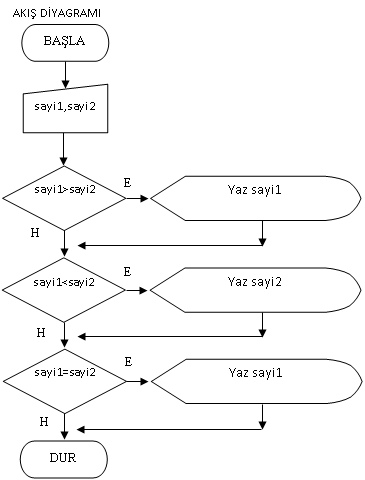 AKIŞ DİYAGRAMI
BAŞLA
sayi1,sayi2
sayi1>sayi2
E
Yaz sayi1
H
sayi1<sayi2
E
Yaz sayi2
H
sayi1=sayi2
E
Yaz sayi1
H
DUR